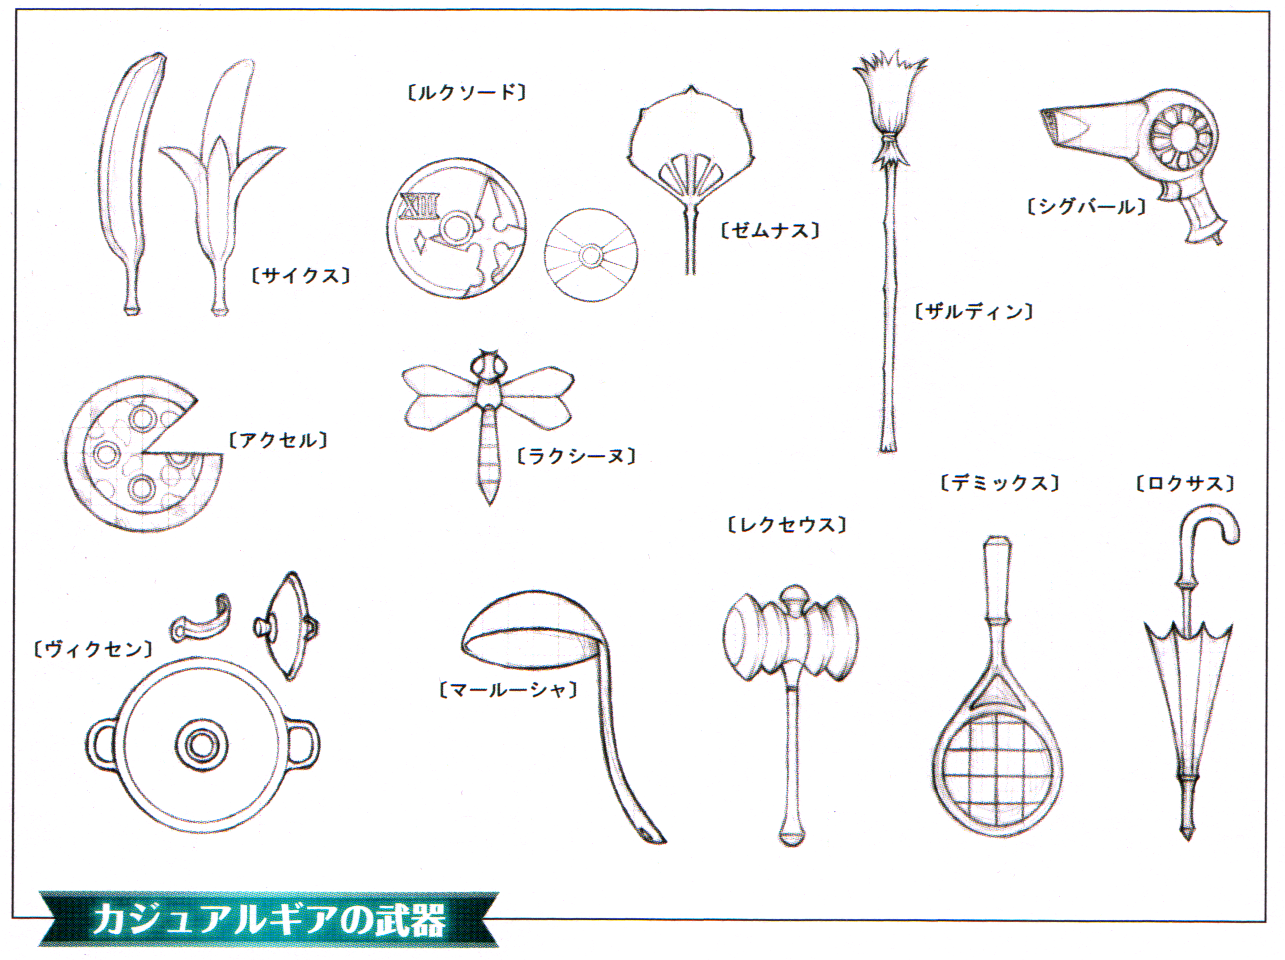 〔ルクソード〕
XIII
〔ゼムナス〕
〔シグバール〕
〔サイクス〕
〔ザルディン〕
〔アクセル〕
〔ラクシーヌ〕
〔デミックス〕
〔ロクサス〕
〔レクセウス〕
〔ヴィクセン〕
〔マールーシャ〕
カジュアルギアの武器